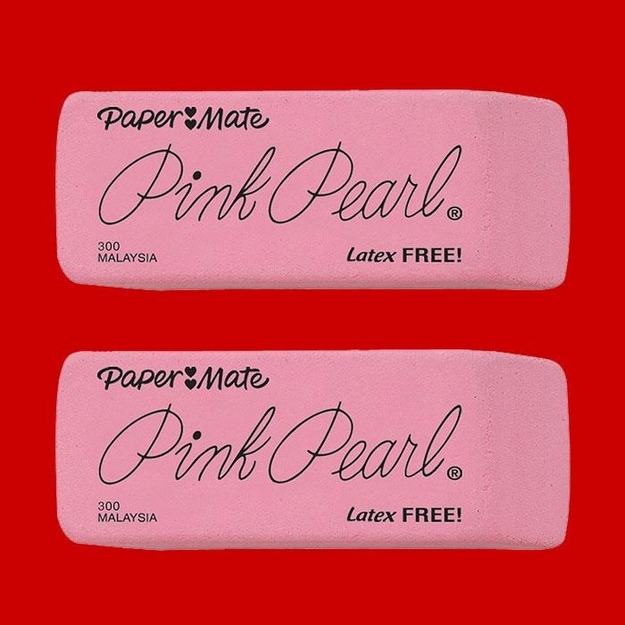 Paper Mate
Pink Pearl®
300
MALAYSIA
Latex FREE!
Paper Mate
Pink Pearl®
300
MALAYSIA
Latex FREE!